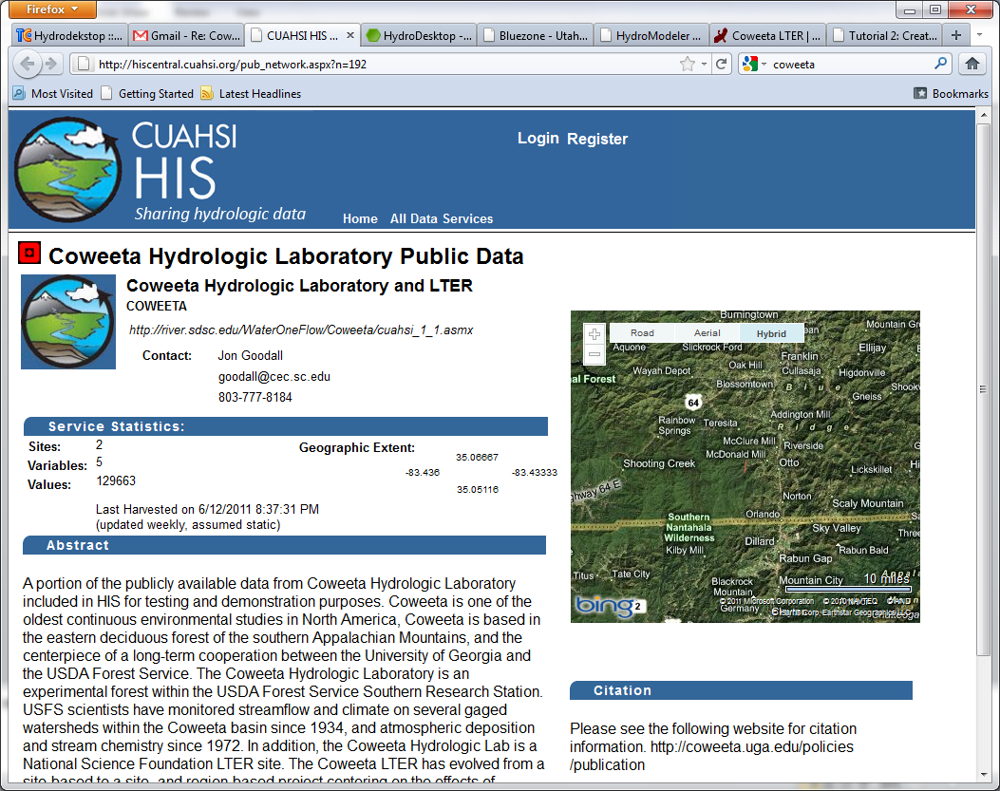 Firefox
Hydrodekstop ::...
Gmail - Re: Cow...
CUAHSI HIS ...
HydroDesktop -...
Bluezone - Utah...
HydroModeler ...
Coweeta LTER | ...
Tutorial 2: Creat...
http://hiscentral.cuahsi.org/pub_network.aspx?n=192
coweeta
Most Visited
Getting Started
Latest Headlines
Bookmarks
CUAHSI
HIS
Sharing hydrologic data
Login Register
Home All Data Services
Coweeta Hydrologic Laboratory Public Data
Coweeta Hydrologic Laboratory and LTER
COWEETA
http://river.sdsc.edu/WaterOneFlow/Coweeta/cuahsi_1_1.asmx
Contact: Jon Goodall
goodall@cec.sc.edu
803-777-8184
Service Statistics:
Sites: 2
Variables: 5
Values: 129663
Geographic Extent:
35.06667
-83.436 -83.43333
35.05116
Last Harvested on 6/12/2011 8:37:31 PM
(updated weekly, assumed static)
Abstract
A portion of the publicly available data from Coweeta Hydrologic Laboratory
included in HIS for testing and demonstration purposes. Coweeta is one of the
oldest continuous environmental studies in North America, Coweeta is based in
the eastern deciduous forest of the southern Appalachian Mountains, and the
centerpiece of a long-term cooperation between the University of Georgia and
the USDA Forest Service. The Coweeta Hydrologic Laboratory is an
experimental forest within the USDA Forest Service Southern Research Station.
USFS scientists have monitored streamflow and climate on several gaged
watersheds within the Coweeta basin since 1934, and atmospheric deposition
and stream chemistry since 1972. In addition, the Coweeta Hydrologic Lab is a
National Science Foundation LTER site. The Coweeta LTER has evolved from a
site-based to a site- and region-based project centering on the effects of
Burningtown
Road Aerial Hybrid
ean
Mountain Gr
Aquone
Slickrock Ford
Franklin
Ellijay
Wayah Depot
Oak Hill
Cullasaja
Higdonville
al Forest
Blossomtown
Blue
Shook
Gneiss
64
Rainbow
Springs
Teresita
Addington Mill
Ridge
McClure Mill
Riverside
G
McDonald Mill
Shooting Creek
Otto
Lickskillet
Hi
ghway 64 E
Norton
Scaly Mountain
Southern
Nantahala
Wilderness
Orlando
Sa
Sky Valley
Dillard
Three
Kilby Mill
Rabun Bald
Rabun Gap
Titus
Tate City
Blackrock
Mountain
Mountain City
10 miles
Appala
bing 2
Germany
© 2011 Microsoft Corporation © 2010 NAVTEQ © AND
© Harris Corp, Earthstar Geographics LLC
Citation
Please see the following website for citation
information. http://coweeta.uga.edu/policies
/publication